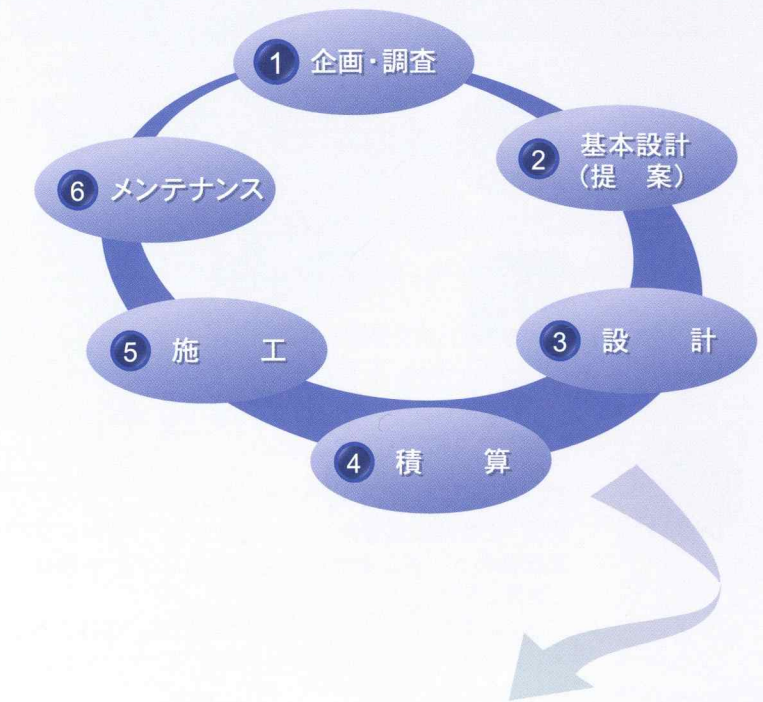 1 企画・調査
2 基本設計
(提 案)
3 設 計
4 積 算
5 施 工
6 メンテナンス